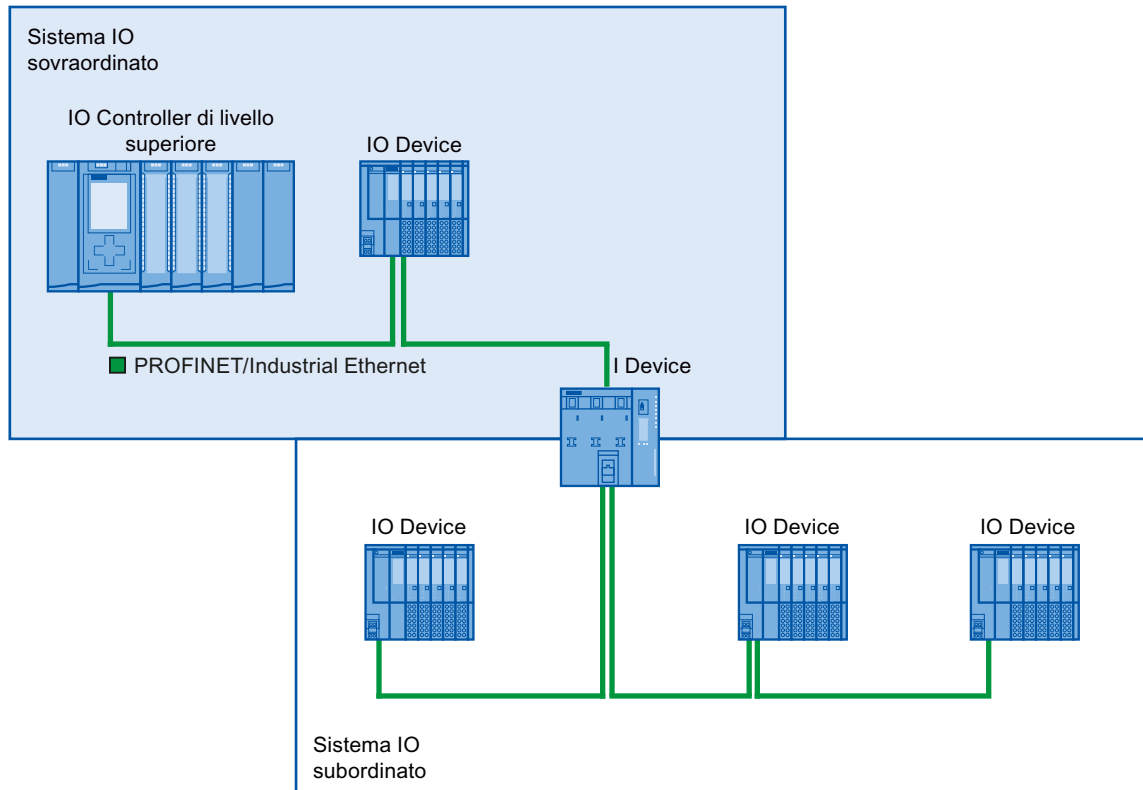 Sistema IO
sovraordinato
IO Controller di livello
superiore
IO Device
PROFINET/Industrial Ethernet
I Device
IO Device
IO Device
IO Device
Sistema IO
subordinato